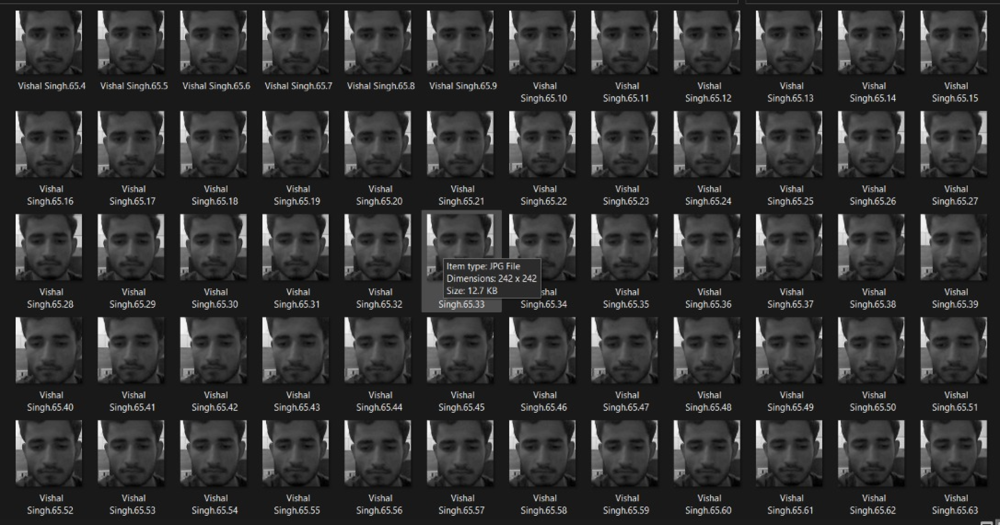 Vishal Singh.65.4
Vishal Singh.65.5
Vishal Singh.65.6
Vishal Singh.65.7
Vishal Singh.65.8
Vishal Singh.65.9
Vishal
Singh.65.10
Vishal
Singh.65.11
Vishal
Singh.65.12
Vishal
Singh.65.13
Vishal
Singh.65.14
Vishal
Singh.65.15
Vishal
Singh.65.16
Vishal
Singh.65.17
Vishal
Singh.65.18
Vishal
Singh.65.19
Vishal
Singh.65.20
Vishal
Singh.65.21
Vishal
Singh.65.22
Vishal
Singh.65.23
Vishal
Singh.65.24
Vishal
Singh.65.25
Vishal
Singh.65.26
Vishal
Singh.65.27
Vishal
Singh.65.28
Vishal
Singh.65.29
Vishal
Singh.65.30
Vishal
Singh.65.31
Vishal
Singh.65.32
Item type: JPG File
Dimensions: 242 x 242
Size: 12.7 KB
Singh.65.33
shal
Singh.65.34
Vishal
Singh.65.35
Vishal
Singh.65.36
Vishal
Singh.65.37
Vishal
Singh.65.38
Vishal
Singh.65.39
Vishal
Singh.65.40
Vishal
Singh.65.41
Vishal
Singh.65.42
Vishal
Singh.65.43
Vishal
Singh.65.44
Vishal
Singh.65.45
Vishal
Singh.65.46
Vishal
Singh.65.47
Vishal
Singh.65.48
Vishal
Singh.65.49
Vishal
Singh.65.50
Vishal
Singh.65.51
Vishal
Singh.65.52
Vishal
Singh.65.53
Vishal
Singh.65.54
Vishal
Singh.65.55
Vishal
Singh.65.56
Vishal
Singh.65.57
Vishal
Singh.65.58
Vishal
Singh.65.59
Vishal
Singh.65.60
Vishal
Singh.65.61
Vishal
Singh.65.62
Vishal
Singh.65.63